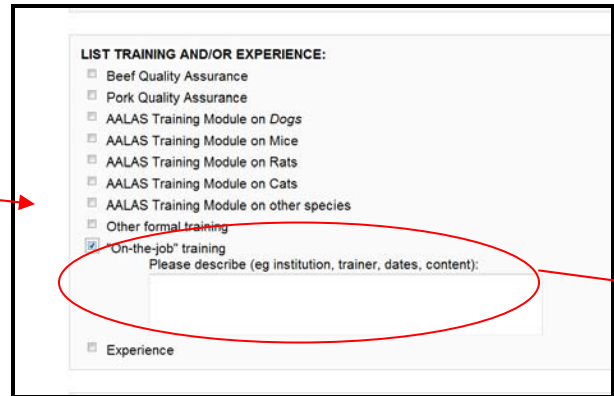 LIST TRAINING AND/OR EXPERIENCE:
Beef Quality Assurance
Pork Quality Assurance
AALAS Training Module on Dogs
AALAS Training Module on Mice
AALAS Training Module on Rats
AALAS Training Module on Cats
AALAS Training Module on other species
Other formal training
"On-the-job" training
Please describe (eg institution, trainer, dates, content):
Experience